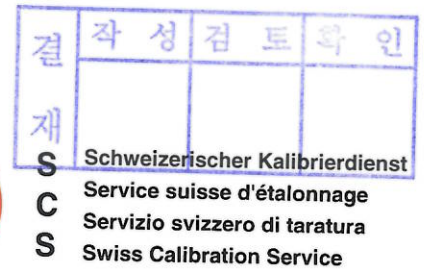 결재 작성 검토 확인
S Schweizerischer Kalibrierdienst
C Service suisse d'étalonnage
Servizio svizzero di taratura
S Swiss Calibration Service